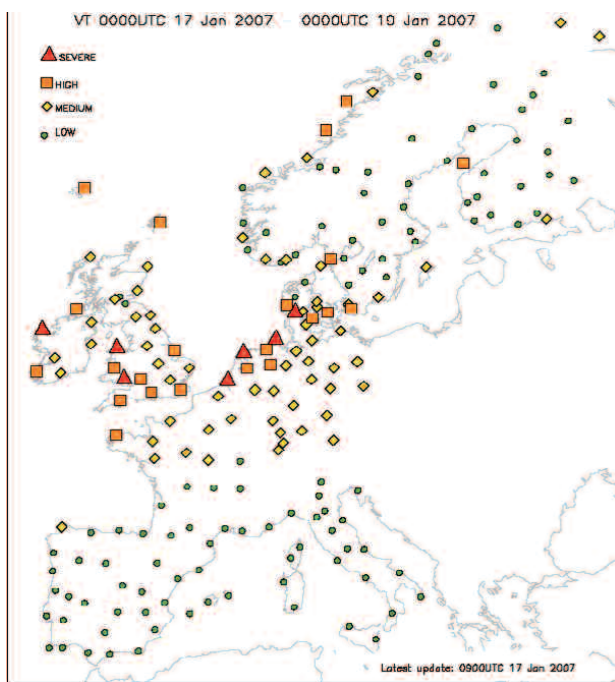 VT 0000UTC 17 Jan 2007 0000UTC 19 Jan 2007
SEVERE
HIGH
MEDIUM
LOW
Latest update: 0900UTC 17 Jan 2007